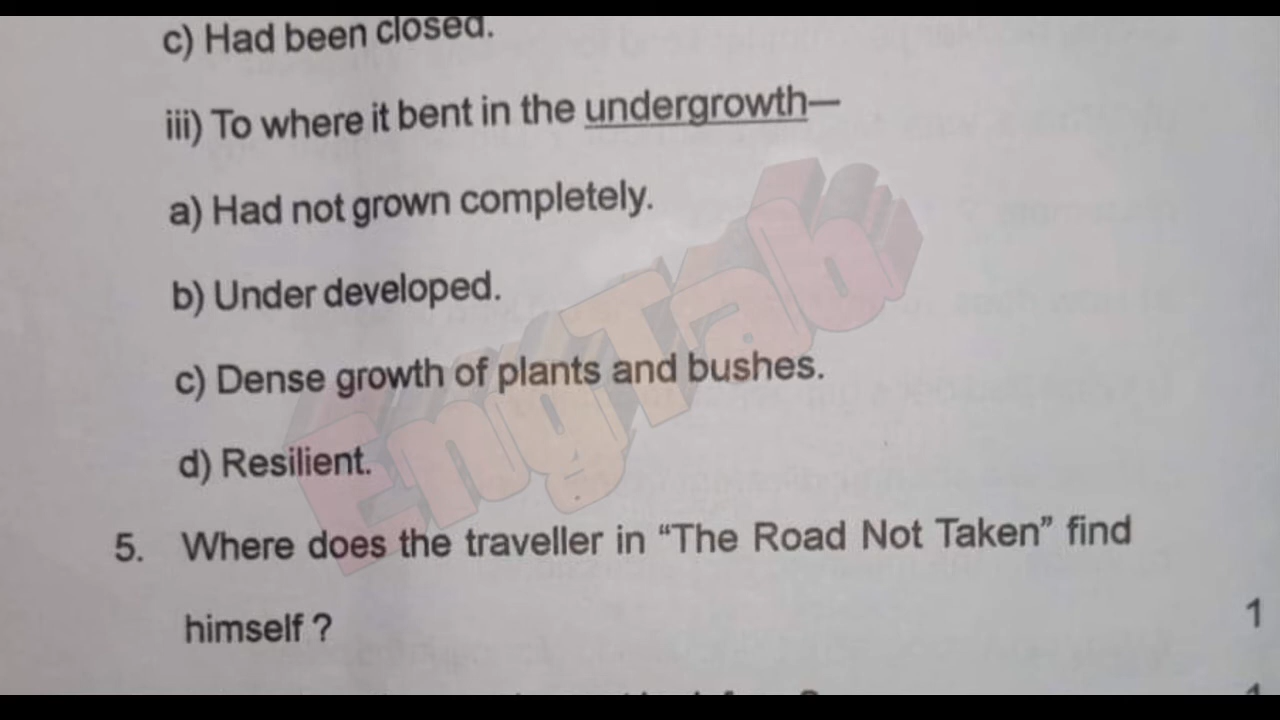 c) Had been closed.
iii) To where it bent in the undergrowth—
a) Had not grown completely.
b) Under developed.
c) Dense growth of plants and bushes.
d) Resilient.
EngTab
5. Where does the traveller in “The Road Not Taken” find
himself ?
1